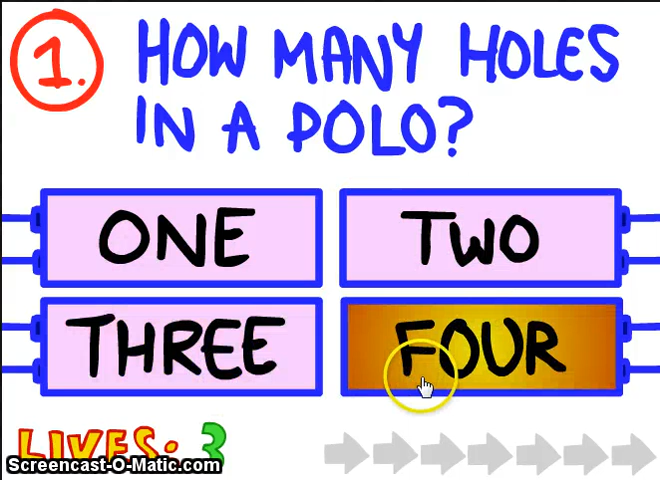 1.
HOW MANY HOLES
IN A POLO?
ONE
TWO
THREE
FOUR
LIVES: 3
Screencast-O-Matic.com